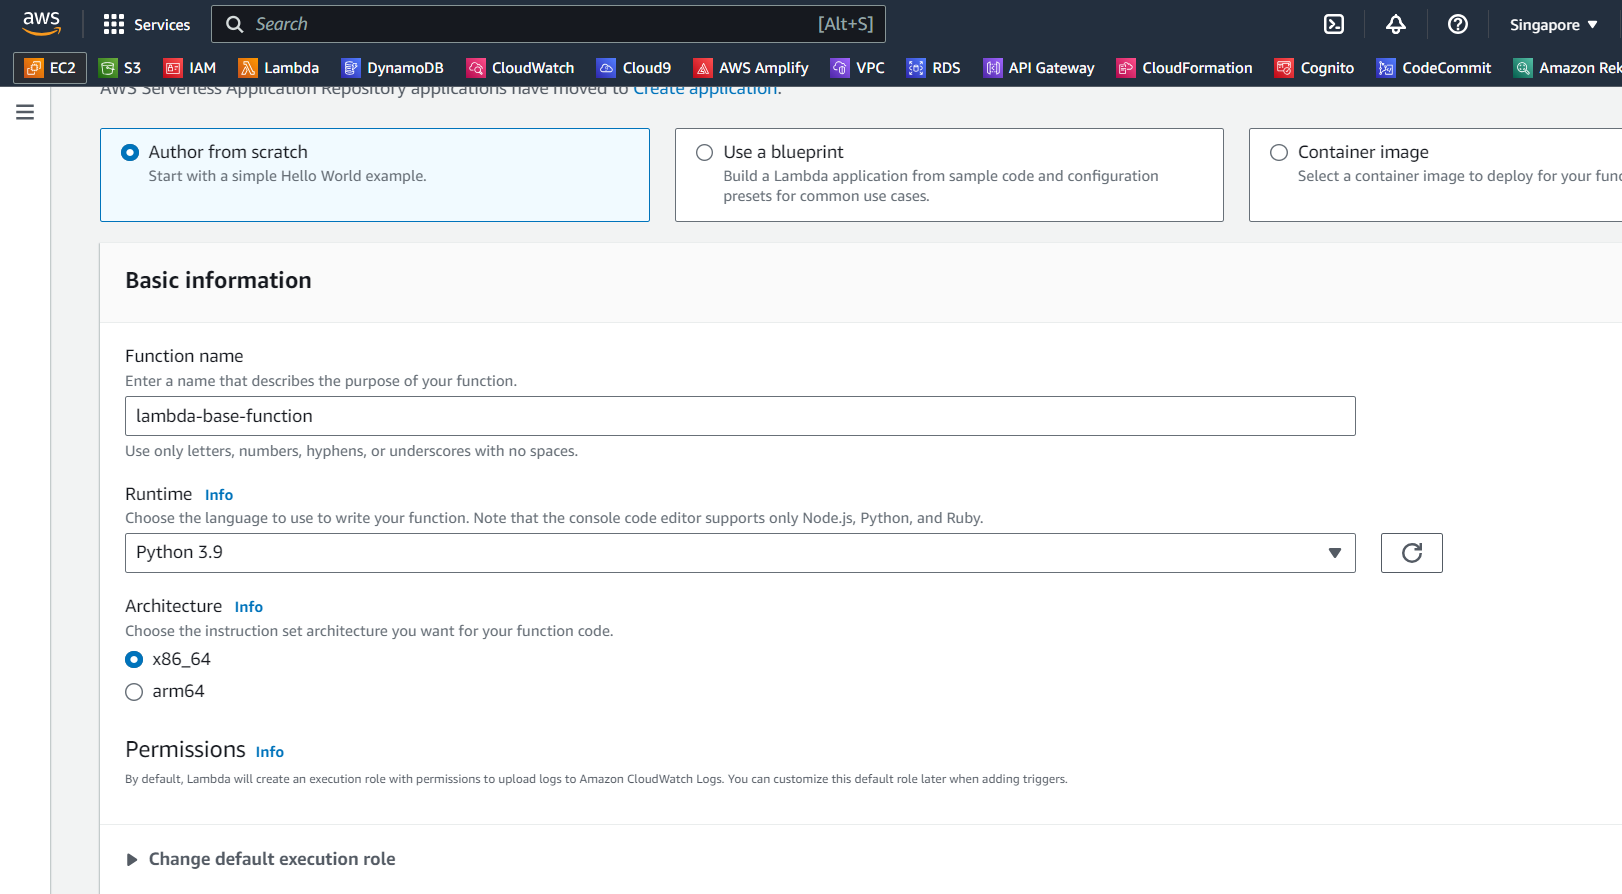 aws
Services
Search [Alt+S]
Singapore
EC2 S3 IAM Lambda DynamoDB CloudWatch Cloud9 AWS Amplify VPC RDS API Gateway CloudFormation Cognito CodeCommit Amazon Rek
AWS Serverless Application Repository applications have moved to Create application.
Author from scratch
Start with a simple Hello World example.
Use a blueprint
Build a Lambda application from sample code and configuration
presets for common use cases.
Container image
Select a container image to deploy for your func
Basic information
Function name
Enter a name that describes the purpose of your function.
lambda-base-function
Use only letters, numbers, hyphens, or underscores with no spaces.
Runtime Info
Choose the language to use to write your function. Note that the console code editor supports only Node.js, Python, and Ruby.
Python 3.9
Architecture Info
Choose the instruction set architecture you want for your function code.
x86_64
arm64
Permissions Info
By default, Lambda will create an execution role with permissions to upload logs to Amazon CloudWatch Logs. You can customize this default role later when adding triggers.
Change default execution role